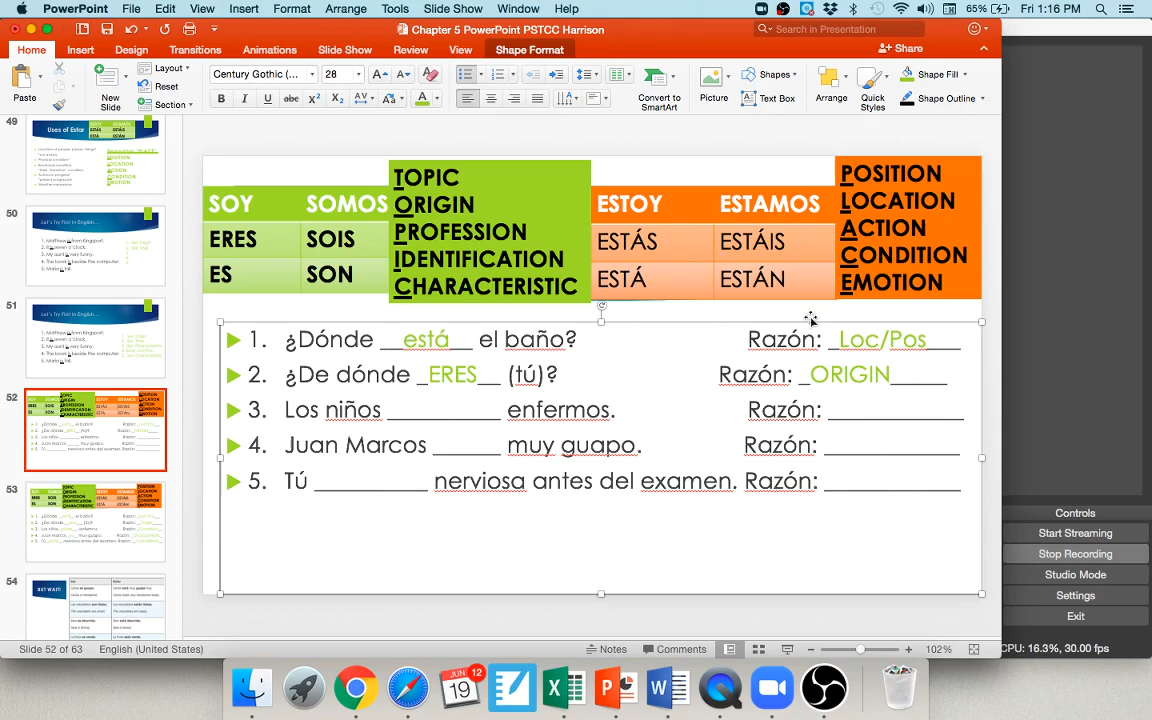 PowerPoint File Edit View Insert Format Arrange Tools Slide Show Window Help 65% Fri 1:16 PM
Chapter 5 PowerPoint PSTCC Harrison
Search in Presentation
Home Insert Design Transitions Animations Slide Show Review View Shape Format Share
Paste
New Slide
Layout
Reset
Section
Century Gothic (... 28
Convert to SmartArt
Picture
Shapes
Text Box
Arrange
Quick Styles
Shape Fill
Shape Outline
49
Uses of Estar
50
Let's Try First in English...
51
Let's Try First in English...
52
53
54
SOY SOMOS
ERES SOIS
ES SON
TOPIC
ORIGIN
PROFESSION
IDENTIFICATION
CHARACTERISTIC
ESTOY ESTAMOS
ESTÁS ESTÁIS
ESTÁ ESTÁN
POSITION
LOCATION
ACTION
CONDITION
EMOTION
1. ¿Dónde __está__ el baño? Razón: _Loc/Pos___
2. ¿De dónde _ERES__ (tú)? Razón: _ORIGIN_____
3. Los niños __________ enfermos. Razón: ____________
4. Juan Marcos ______ muy guapo. Razón: ____________
5. Tú __________ nerviosa antes del examen. Razón: ____________
Controls
Start Streaming
Stop Recording
Studio Mode
Settings
Exit
CPU: 16.3%, 30.00 fps
Slide 52 of 63 English (United States) Notes Comments 102%
JUN 12
19